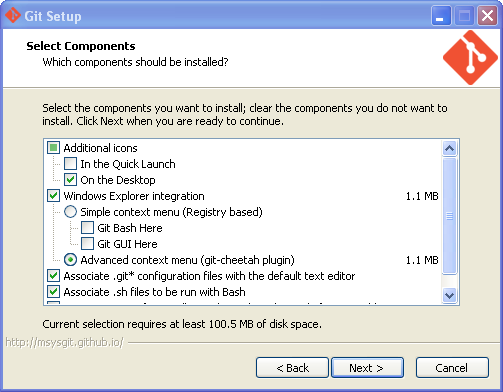 Git Setup
Select Components
Which components should be installed?
Select the components you want to install; clear the components you do not want to
install. Click Next when you are ready to continue.
Additional icons
In the Quick Launch
On the Desktop
Windows Explorer integration 1.1 MB
Simple context menu (Registry based)
Git Bash Here
Git GUI Here
Advanced context menu (git-cheetah plugin) 1.1 MB
Associate .git* configuration files with the default text editor
Associate .sh files to be run with Bash
Current selection requires at least 100.5 MB of disk space.
http://msysgit.github.io/
< Back
Next >
Cancel